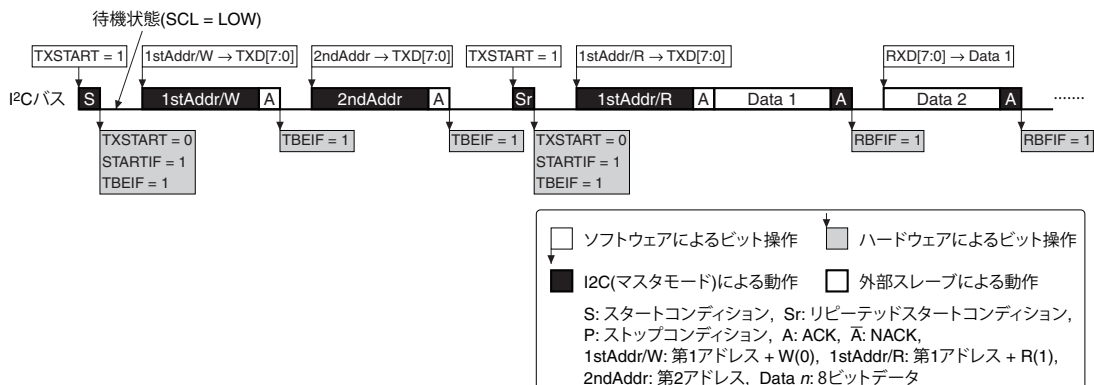 待機状態(SCL = LOW)
TXSTART = 1
1stAddr/W → TXD[7:0]
2ndAddr → TXD[7:0]
TXSTART = 1
1stAddr/R → TXD[7:0]
RXD[7:0] → Data 1
I²Cバス
S
1stAddr/W
A
2ndAddr
A
Sr
1stAddr/R
A
Data 1
A
Data 2
A
........
TXSTART = 0
STARTIF = 1
TBEIF = 1
TBEIF = 1
TBEIF = 1
TXSTART = 0
STARTIF = 1
TBEIF = 1
RBFIF = 1
RBFIF = 1
ソフトウェアによるビット操作
ハードウェアによるビット操作
I2C(マスタモード)による動作
外部スレーブによる動作
S: スタートコンディション, Sr: リピーテッドスタートコンディション,
P: ストップコンディション, A: ACK, A̅: NACK,
1stAddr/W: 第1アドレス + W(0), 1stAddr/R: 第1アドレス + R(1),
2ndAddr: 第2アドレス, Data n: 8ビットデータ